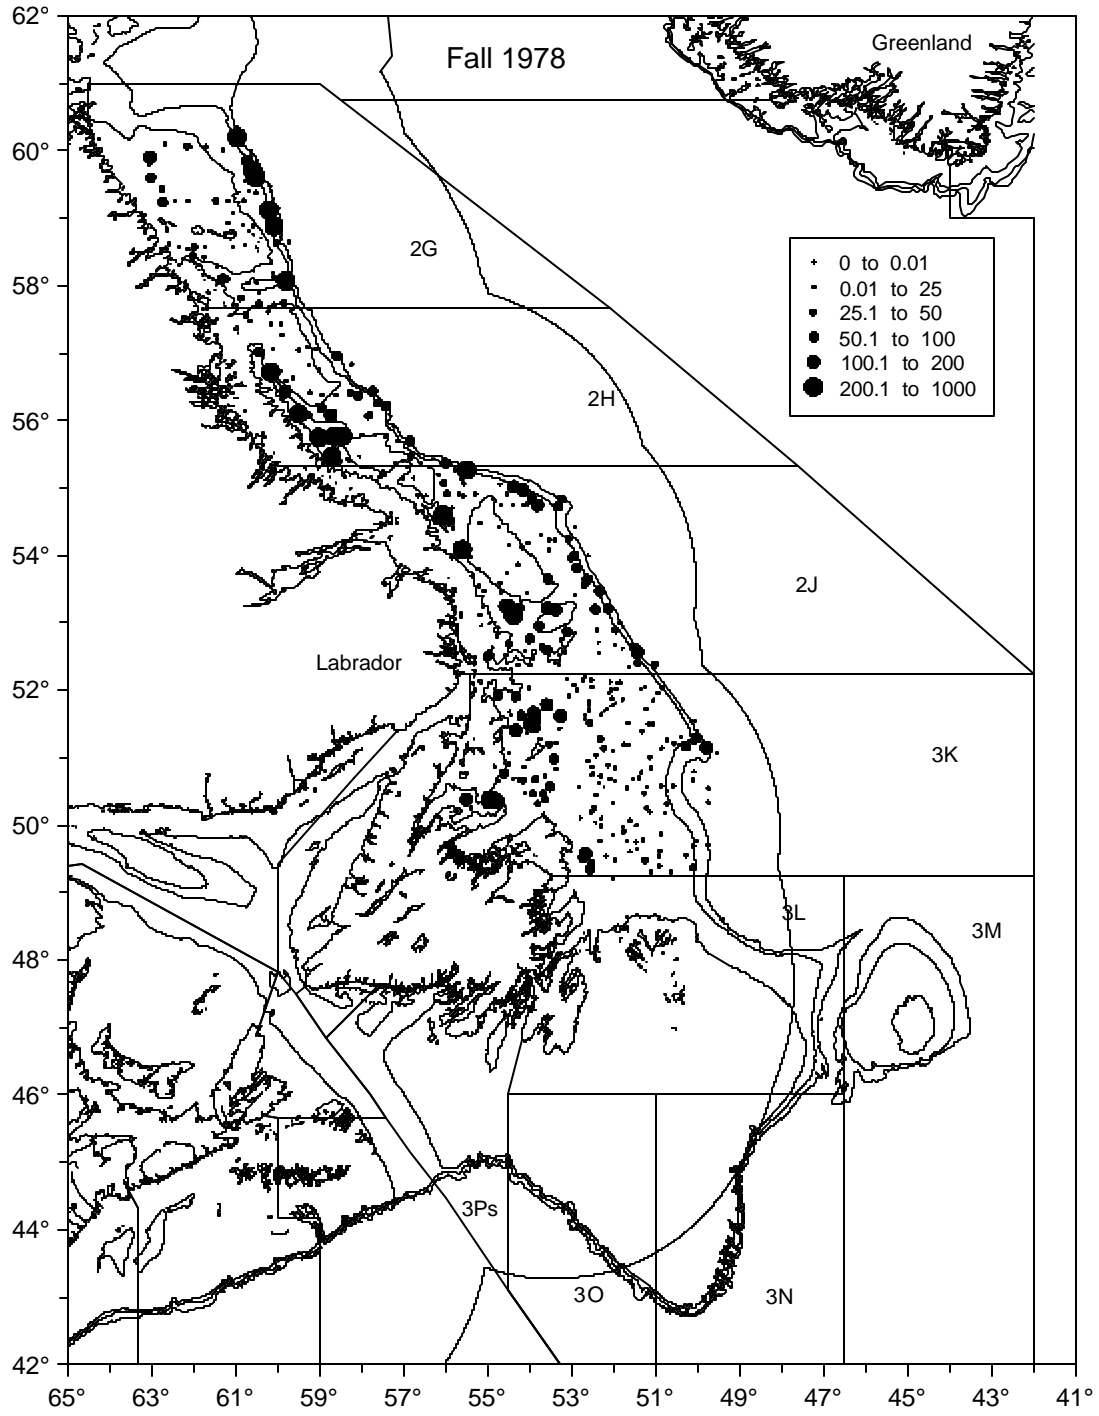 62°
Fall 1978
Greenland
60°
2G
0 to 0.01
0.01 to 25
25.1 to 50
50.1 to 100
100.1 to 200
200.1 to 1000
58°
2H
56°
54°
2J
Labrador
52°
3K
50°
3L
3M
48°
46°
3Ps
44°
3O
3N
42°
65° 63° 61° 59° 57° 55° 53° 51° 49° 47° 45° 43° 41°